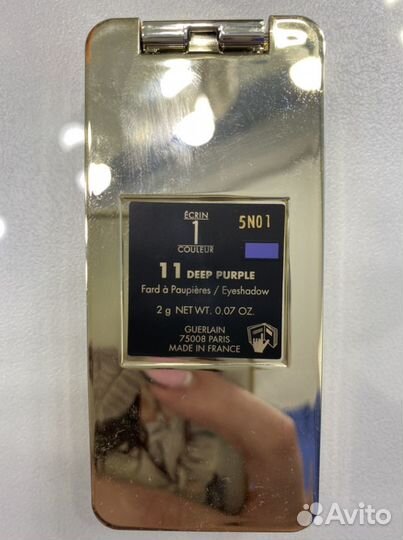 ÉCRIN
1
COULEUR
5N01
11 DEEP PURPLE
Fard à Paupières / Eyeshadow
2 g NET WT. 0.07 OZ.
GUERLAIN
75008 PARIS
MADE IN FRANCE
Avito